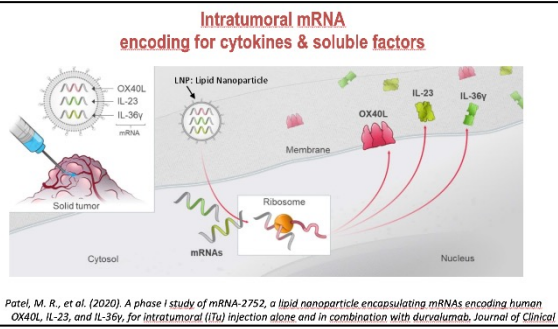 Intratumoral mRNA
encoding for cytokines & soluble factors
LNP: Lipid Nanoparticle
OX40L
IL-23
IL-36γ
mRNA
Solid tumor
OX40L
IL-23
IL-36γ
Membrane
mRNAs
Ribosome
Cytosol
Nucleus
Patel, M. R., et al. (2020). A phase I study of mRNA-2752, a lipid nanoparticle encapsulating mRNAs encoding human
OX40L, IL-23, and IL-36γ, for intratumoral (iTu) injection alone and in combination with durvalumab. Journal of Clinical